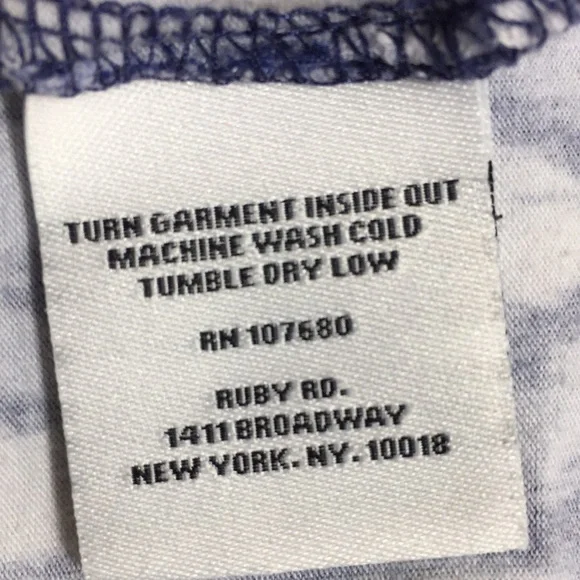 TURN GARMENT INSIDE OUT
MACHINE WASH COLD
TUMBLE DRY LOW
RN 107680
RUBY RD.
1411 BROADWAY
NEW YORK. NY. 10018